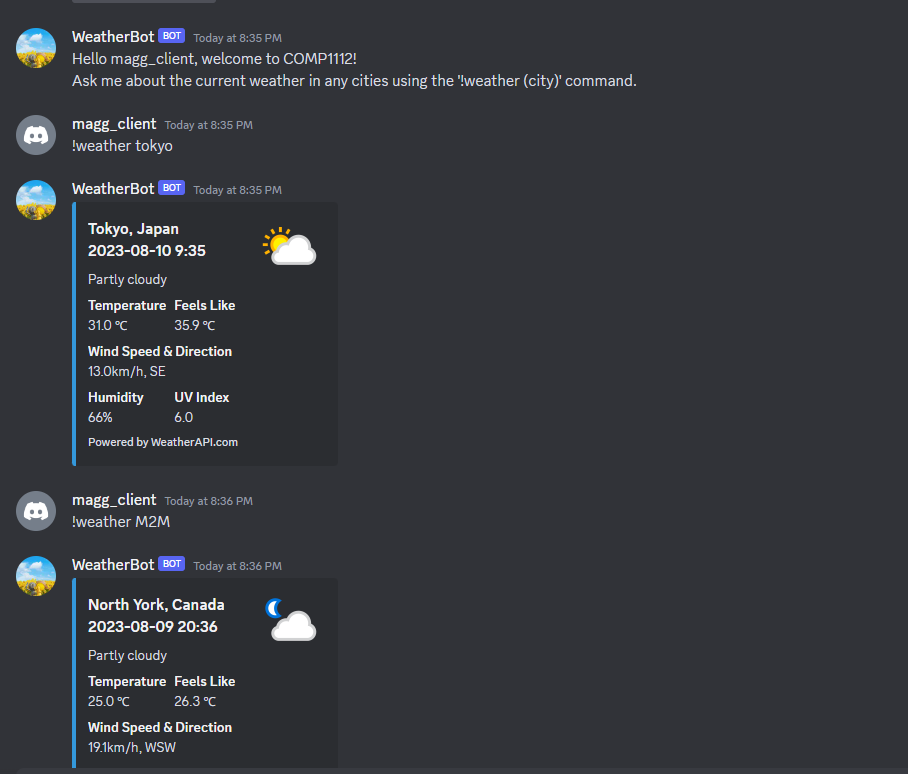 WeatherBot BOT Today at 8:35 PM
Hello magg_client, welcome to COMP1112!
Ask me about the current weather in any cities using the '!weather (city)' command.
magg_client Today at 8:35 PM
!weather tokyo
WeatherBot BOT Today at 8:35 PM
Tokyo, Japan
2023-08-10 9:35
Partly cloudy
Temperature Feels Like
31.0 °C 35.9 °C
Wind Speed & Direction
13.0km/h, SE
Humidity UV Index
66% 6.0
Powered by WeatherAPI.com
magg_client Today at 8:36 PM
!weather M2M
WeatherBot BOT Today at 8:36 PM
North York, Canada
2023-08-09 20:36
Partly cloudy
Temperature Feels Like
25.0 °C 26.3 °C
Wind Speed & Direction
19.1km/h, WSW